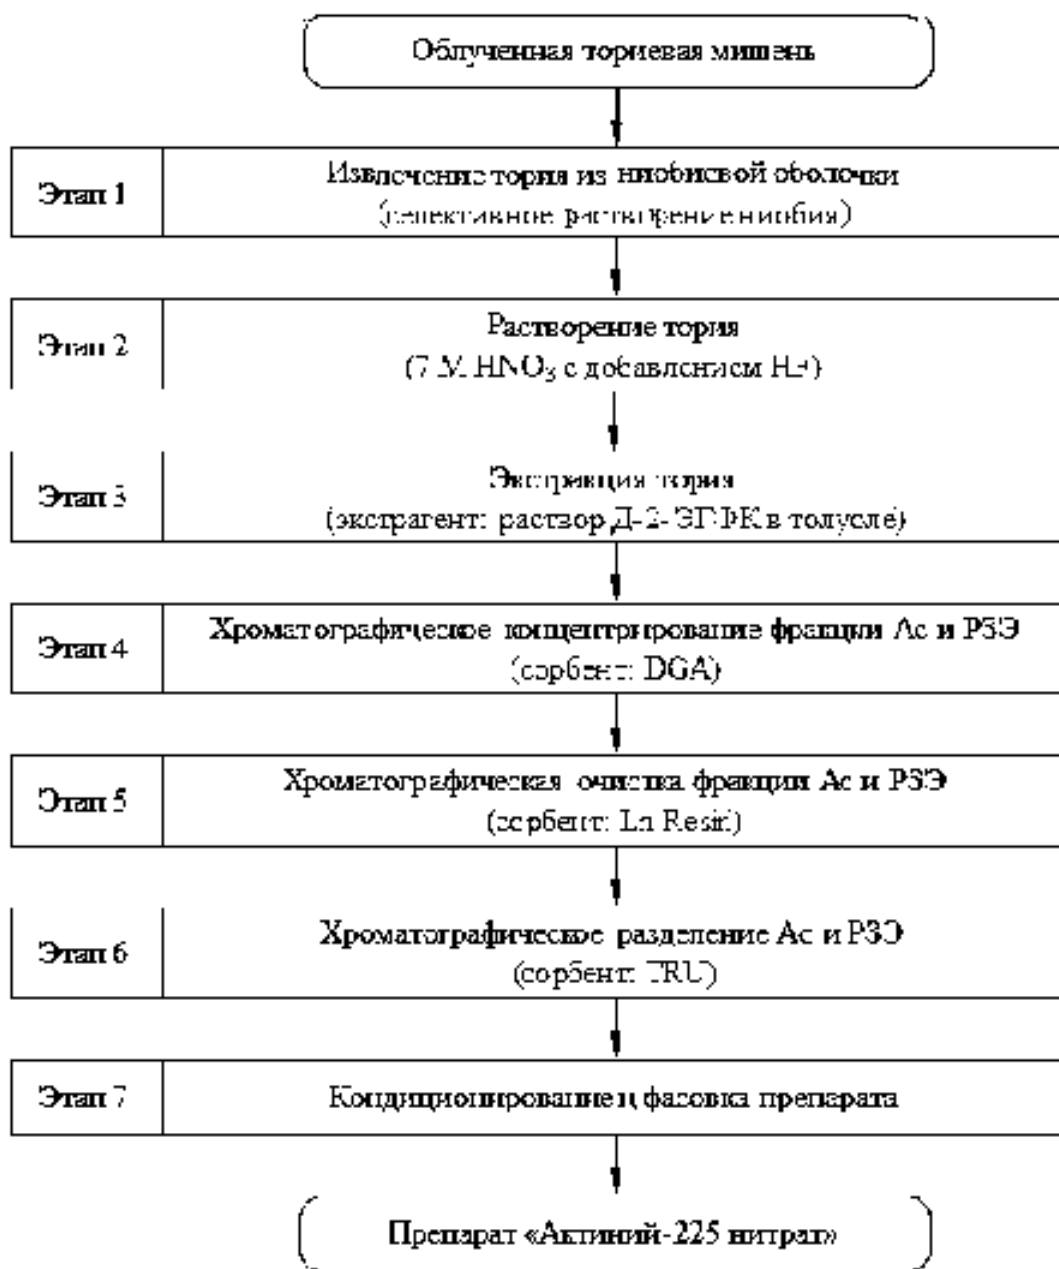 Облученная ториевая мишень
Этап 1
Извлечение тория из ниобиевой оболочки
(селективное растворение ниобия)
Этап 2
Растворение тория
(7 М HNO₃ с добавлением HF)
Этап 3
Экстракция тория
(экстрагент: раствор Д-2-ЭГФК в толуоле)
Этап 4
Хроматографическое концентрирование фракции Ac и РЗЭ
(сорбент: DGA)
Этап 5
Хроматографическая очистка фракции Ac и РЗЭ
(сорбент: Ln Resin)
Этап 6
Хроматографическое разделение Ac и РЗЭ
(сорбент: TRU)
Этап 7
Кондиционирование и фасовка препарата
Препарат «Актиний-225 нитрат»